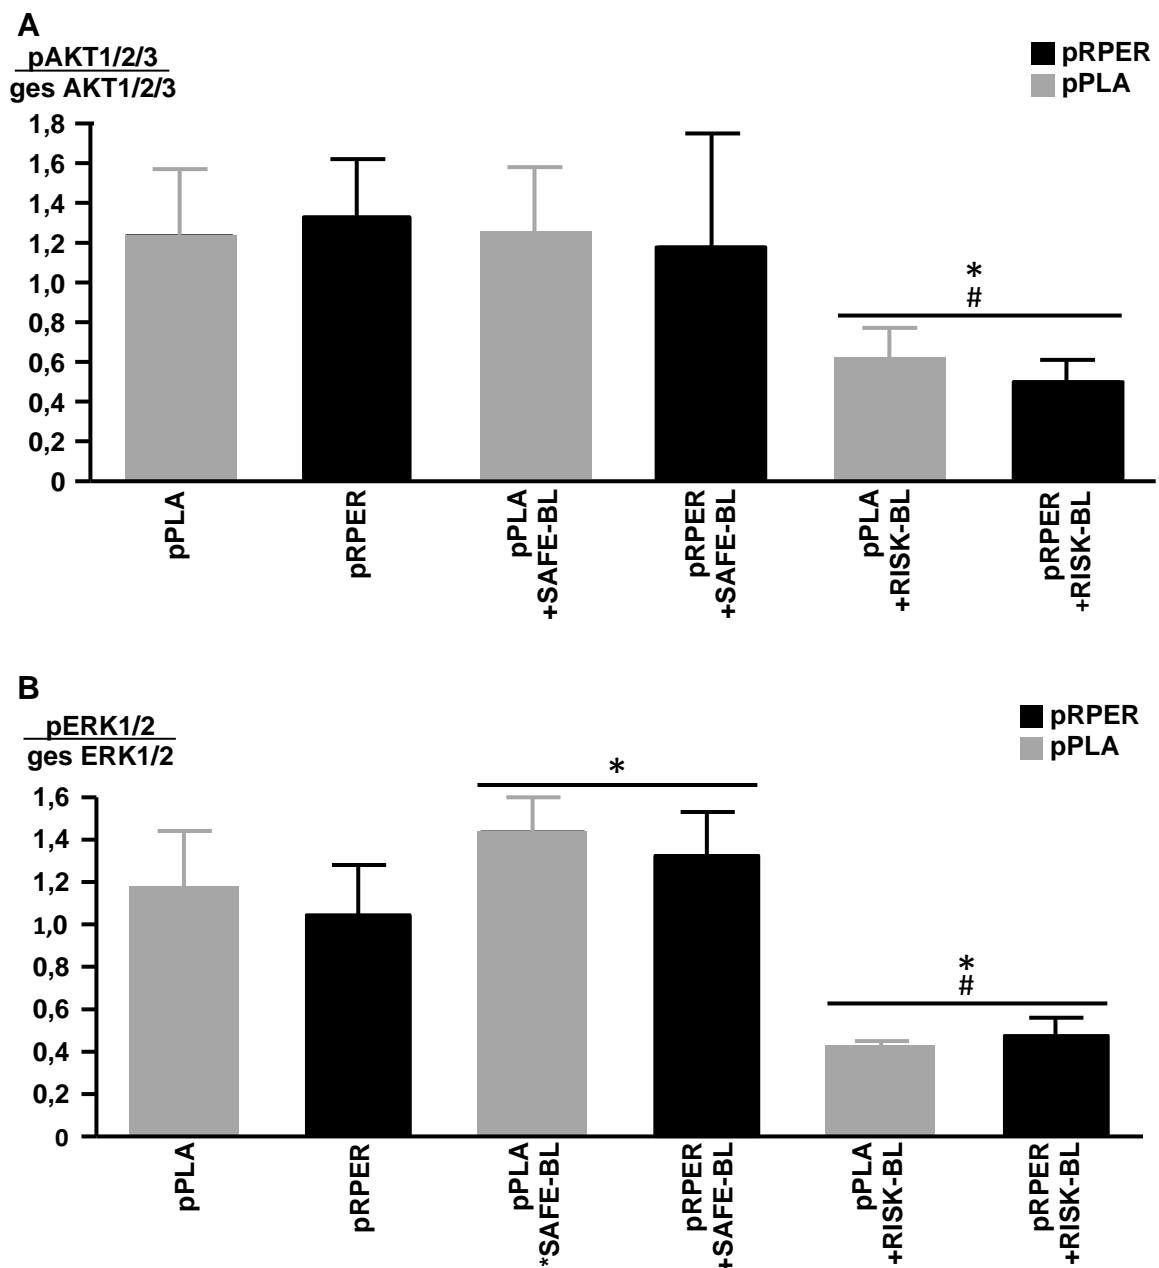 A
pAKT1/2/3
ges AKT1/2/3
pRPER
pPLA
1,8
1,6
1,4
1,2
1,0
0,8
0,6
0,4
0,2
0
*
#
pPLA
pRPER
pPLA
+SAFE-BL
pRPER
+SAFE-BL
pPLA
+RISK-BL
pRPER
+RISK-BL
B
pERK1/2
ges ERK1/2
pRPER
pPLA
1,6
1,4
1,2
1,0
0,8
0,6
0,4
0,2
0
*
*
#
pPLA
pRPER
pPLA
*SAFE-BL
pRPER
+SAFE-BL
pPLA
+RISK-BL
pRPER
+RISK-BL